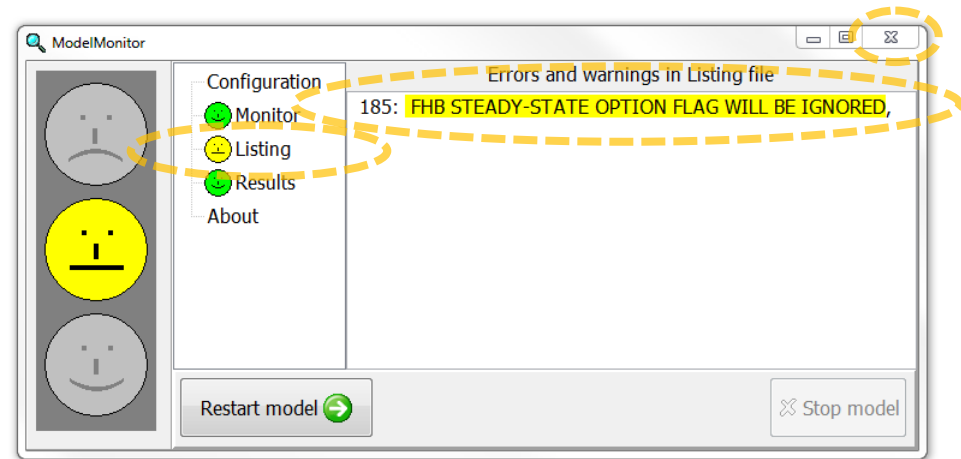 ModelMonitor
Configuration
Monitor
Listing
Results
About
Errors and warnings in Listing file
185: FHB STEADY-STATE OPTION FLAG WILL BE IGNORED,
Restart model
Stop model